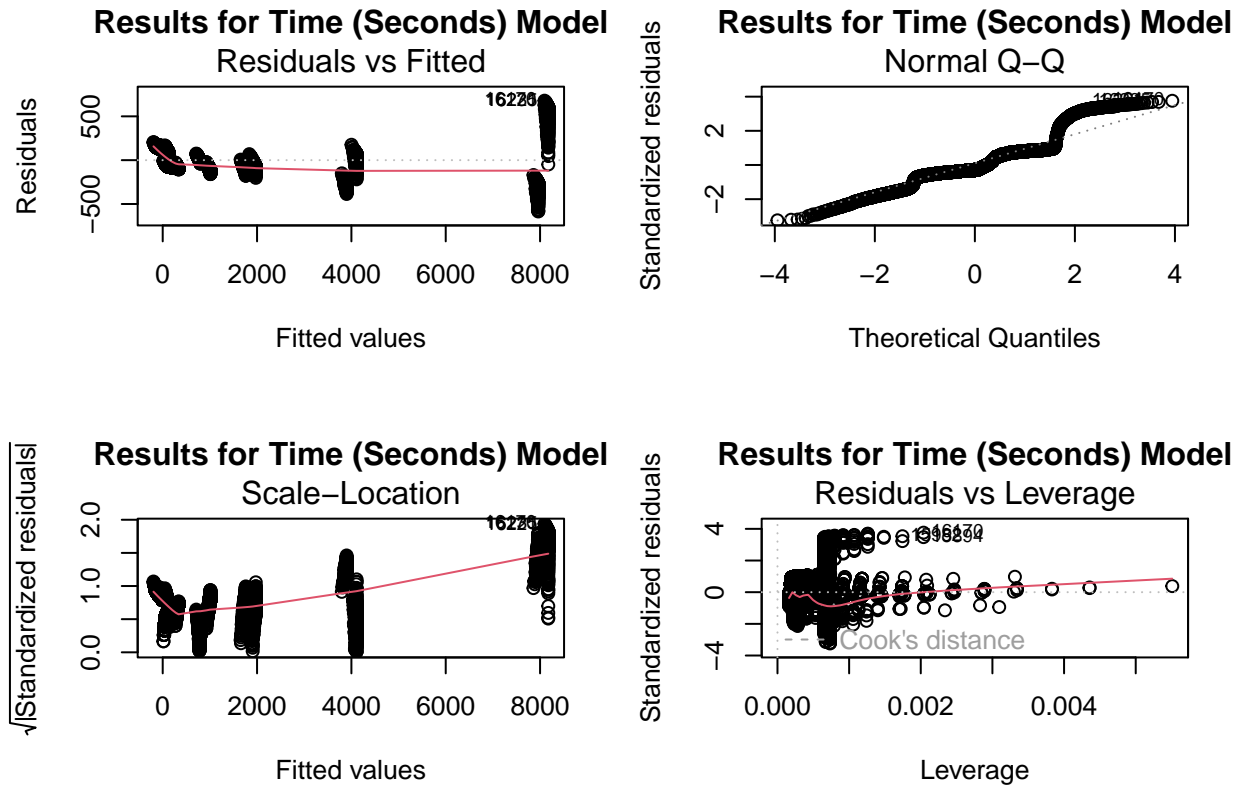 Results for Time (Seconds) Model
Residuals vs Fitted
Residuals
500
−500
0 2000 4000 6000 8000
Fitted values
Results for Time (Seconds) Model
Normal Q−Q
Standardized residuals
2
−2
−4 −2 0 2 4
Theoretical Quantiles
Results for Time (Seconds) Model
Scale−Location
√|Standardized residuals|
2.0
1.0
0.0
0 2000 4000 6000 8000
Fitted values
Results for Time (Seconds) Model
Residuals vs Leverage
Standardized residuals
4
0
−4
16170
Cook's distance
0.000 0.002 0.004
Leverage